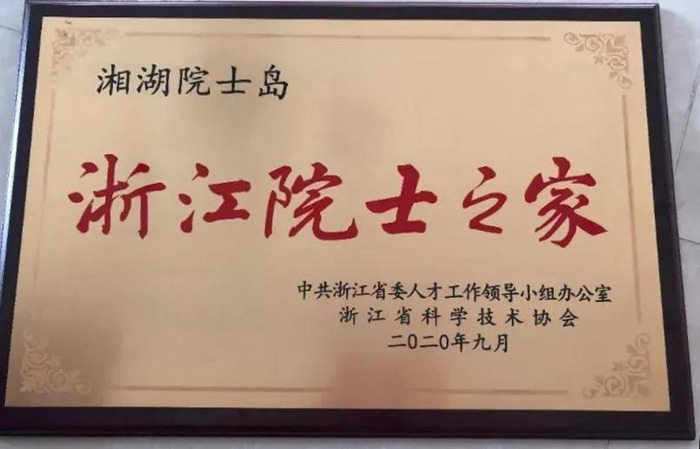 湘湖院士岛
浙江院士之家
中共浙江省委人才工作领导小组办公室
浙江省科学技术协会
二〇二〇年九月